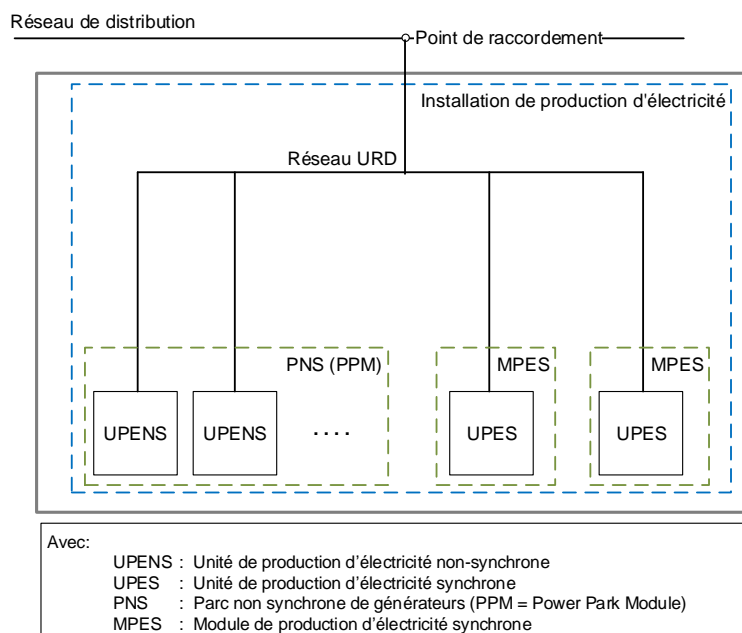 Réseau de distribution
Point de raccordement
Installation de production d'électricité
Réseau URD
PNS (PPM)
MPES
MPES
UPENS
UPENS
....
UPES
UPES
Avec:
UPENS : Unité de production d'électricité non-synchrone
UPES : Unité de production d'électricité synchrone
PNS : Parc non synchrone de générateurs (PPM = Power Park Module)
MPES : Module de production d'électricité synchrone